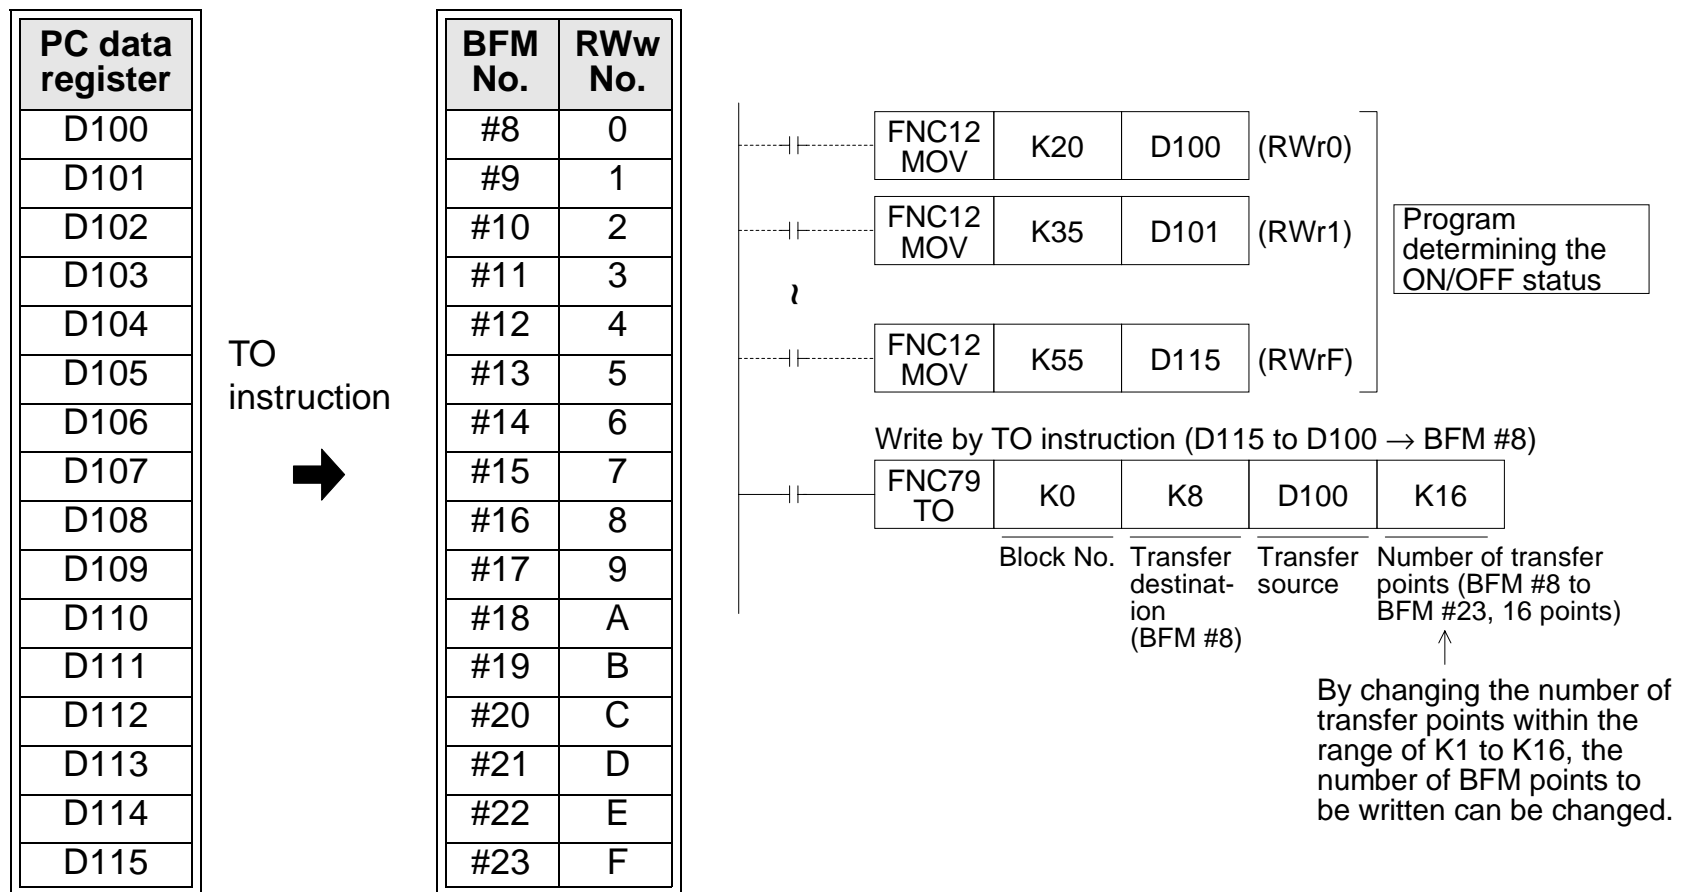 PC data
register
D100
D101
D102
D103
D104
D105
D106
D107
D108
D109
D110
D111
D112
D113
D114
D115
TO
instruction
BFM No. RWw No.
#8 0
#9 1
#10 2
#11 3
#12 4
#13 5
#14 6
#15 7
#16 8
#17 9
#18 A
#19 B
#20 C
#21 D
#22 E
#23 F
FNC12 MOV K20 D100 (RWr0)
FNC12 MOV K35 D101 (RWr1)
~
FNC12 MOV K55 D115 (RWrF)
Program
determining the
ON/OFF status
Write by TO instruction (D115 to D100 → BFM #8)
FNC79 TO K0 K8 D100 K16
Block No.
Transfer
destinat-
ion
(BFM #8)
Transfer
source
Number of transfer
points (BFM #8 to
BFM #23, 16 points)
By changing the number of
transfer points within the
range of K1 to K16, the
number of BFM points to
be written can be changed.